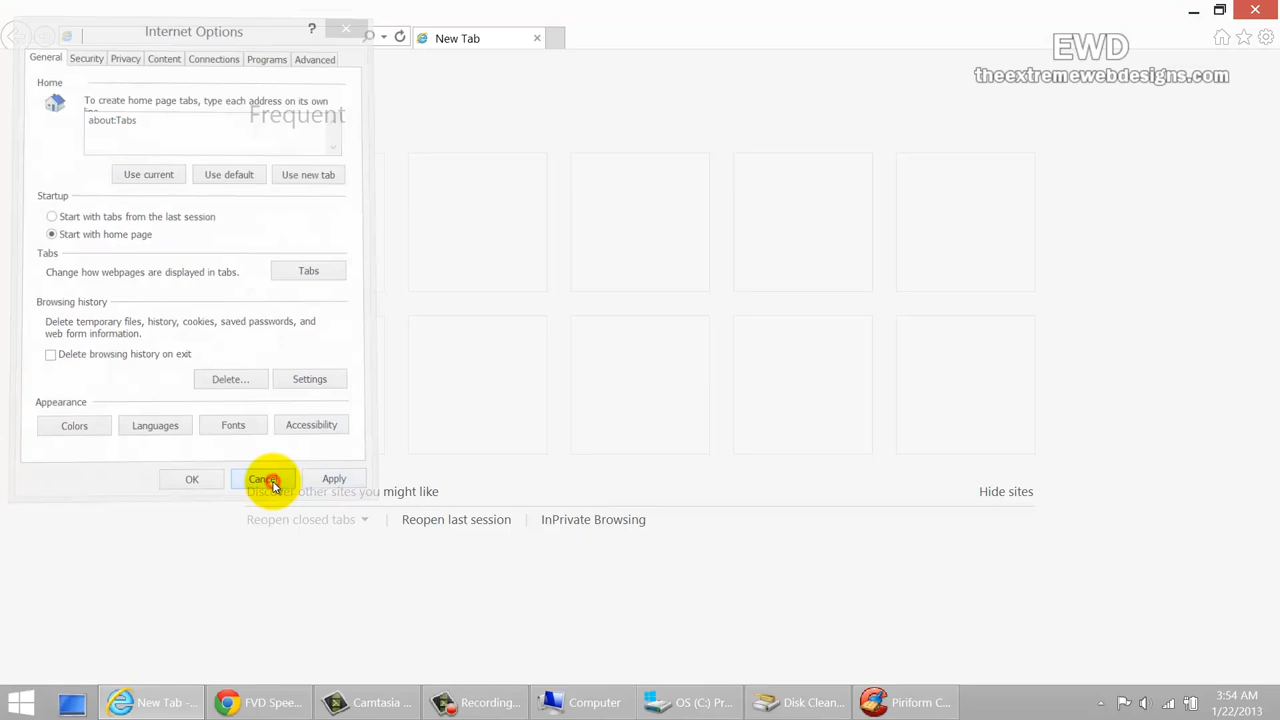 Internet Options
?
New Tab
EWD
theextremewebdesigns.com
General
Security
Privacy
Content
Connections
Programs
Advanced
Home
To create home page tabs, type each address on its own
line.
Frequent
about:Tabs
Use current
Use default
Use new tab
Startup
Start with tabs from the last session
Start with home page
Tabs
Change how webpages are displayed in tabs.
Tabs
Browsing history
Delete temporary files, history, cookies, saved passwords, and
web form information.
Delete browsing history on exit
Delete...
Settings
Appearance
Colors
Languages
Fonts
Accessibility
OK
Cancel
Apply
Discover other sites you might like
Hide sites
Reopen closed tabs
Reopen last session
InPrivate Browsing
New Tab -...
FVD Spee...
Camtasia ...
Recording...
Computer
OS (C:) Pr...
Disk Clean...
Piriform C...
3:54 AM
1/22/2013